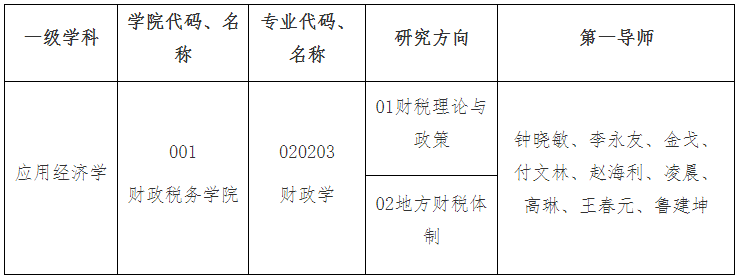 一级学科
学院代码、名
称
专业代码、
名称
研究方向
第一导师
应用经济学
001
财政税务学院
020203
财政学
01财税理论与
政策
02地方财税体
制
钟晓敏、李永友、金戈、
付文林、赵海利、凌晨、
高琳、王春元、鲁建坤